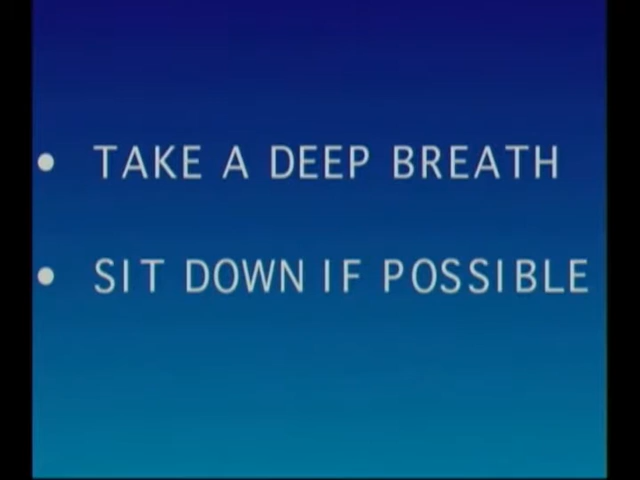 • TAKE A DEEP BREATH
• SIT DOWN IF POSSIBLE